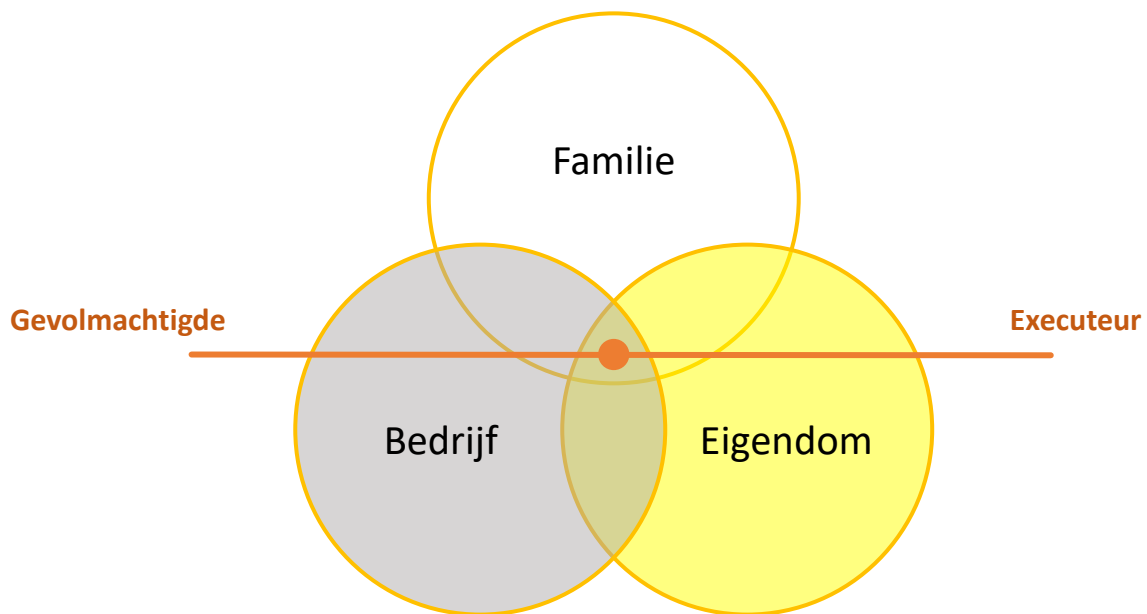 Familie
Gevolmachtigde
Executeur
Bedrijf
Eigendom